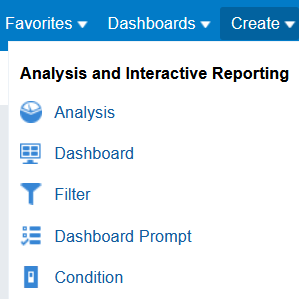 Favorites Dashboards Create
Analysis and Interactive Reporting
Analysis
Dashboard
Filter
Dashboard Prompt
Condition